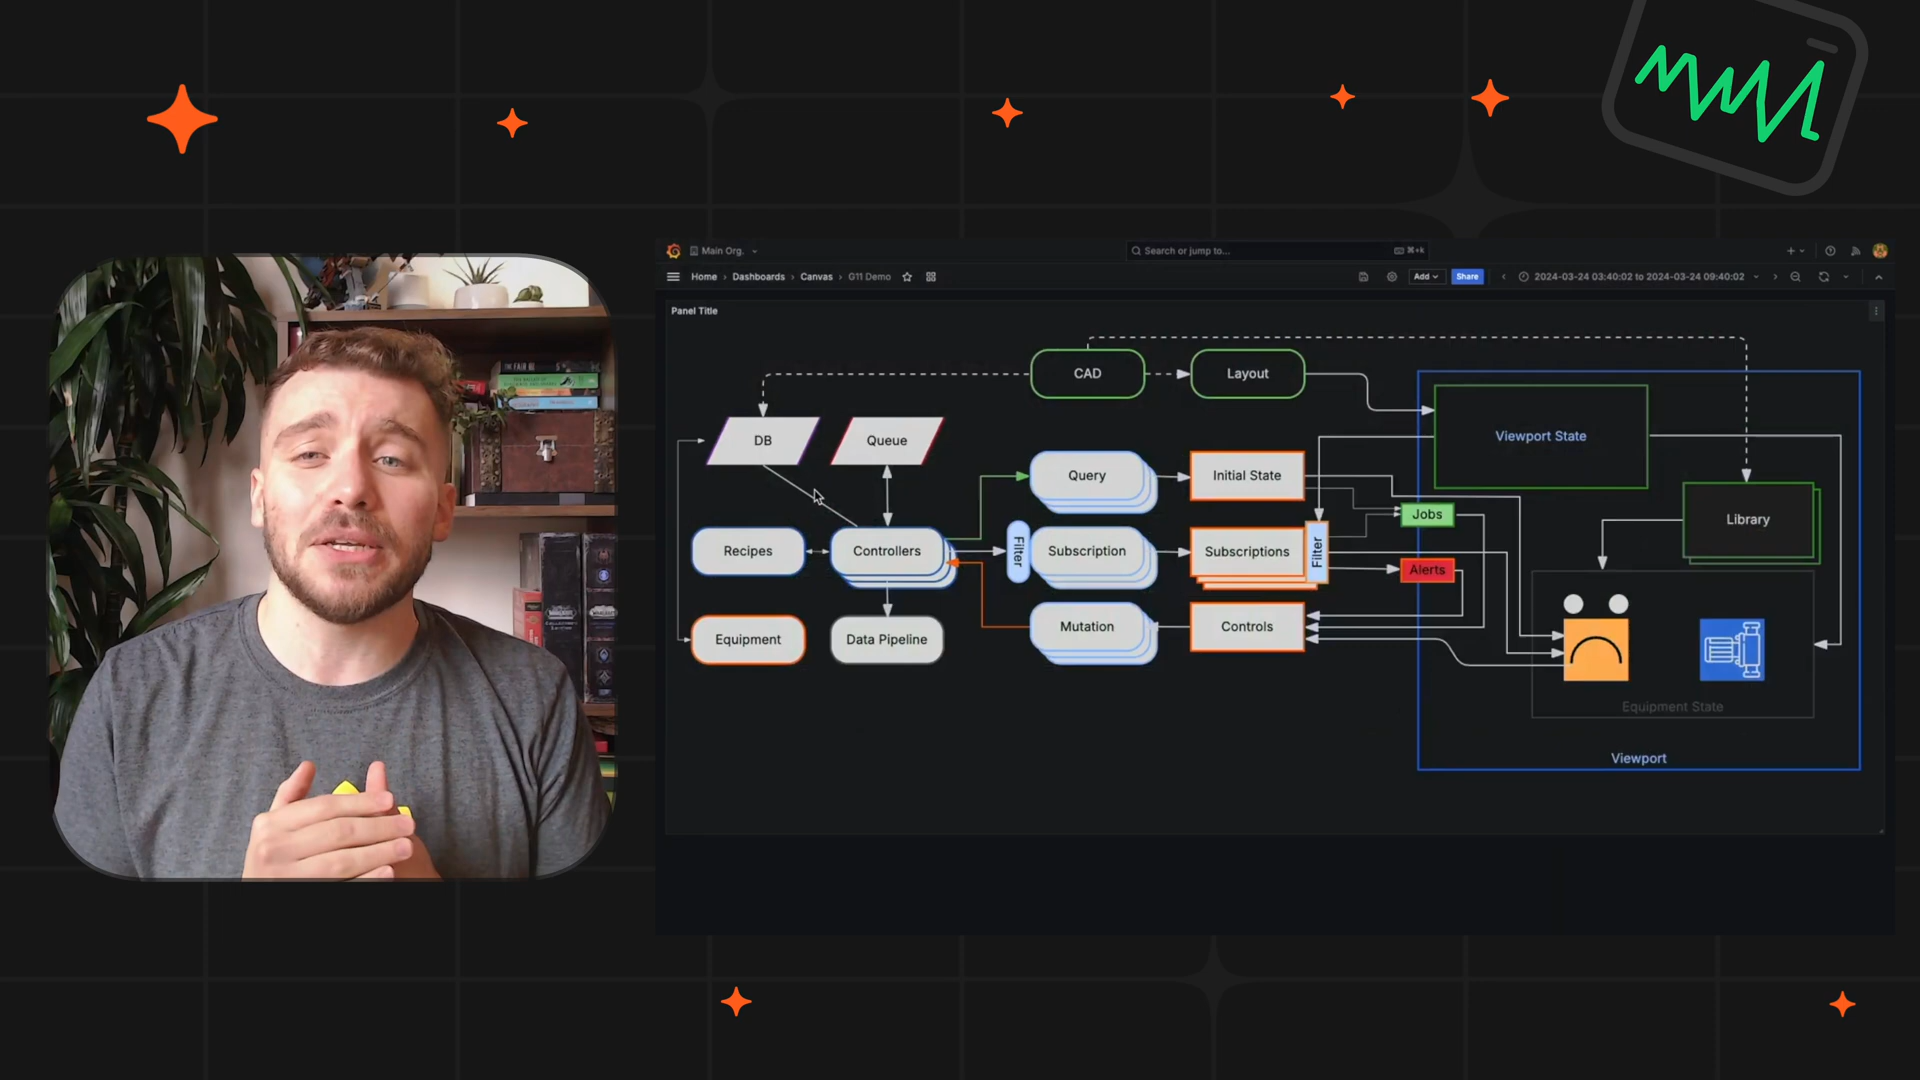 Main Org.
Search or jump to...
⌘+k
Home › Dashboards › Canvas › G11 Demo
Add
Share
2024-03-24 03:40:02 to 2024-03-24 09:40:02
Panel Title
CAD
Layout
DB
Queue
Viewport State
Query
Initial State
Jobs
Library
Recipes
Controllers
Filter
Subscription
Subscriptions
Filter
Alerts
Equipment
Data Pipeline
Mutation
Controls
Equipment State
Viewport
THE FAIR